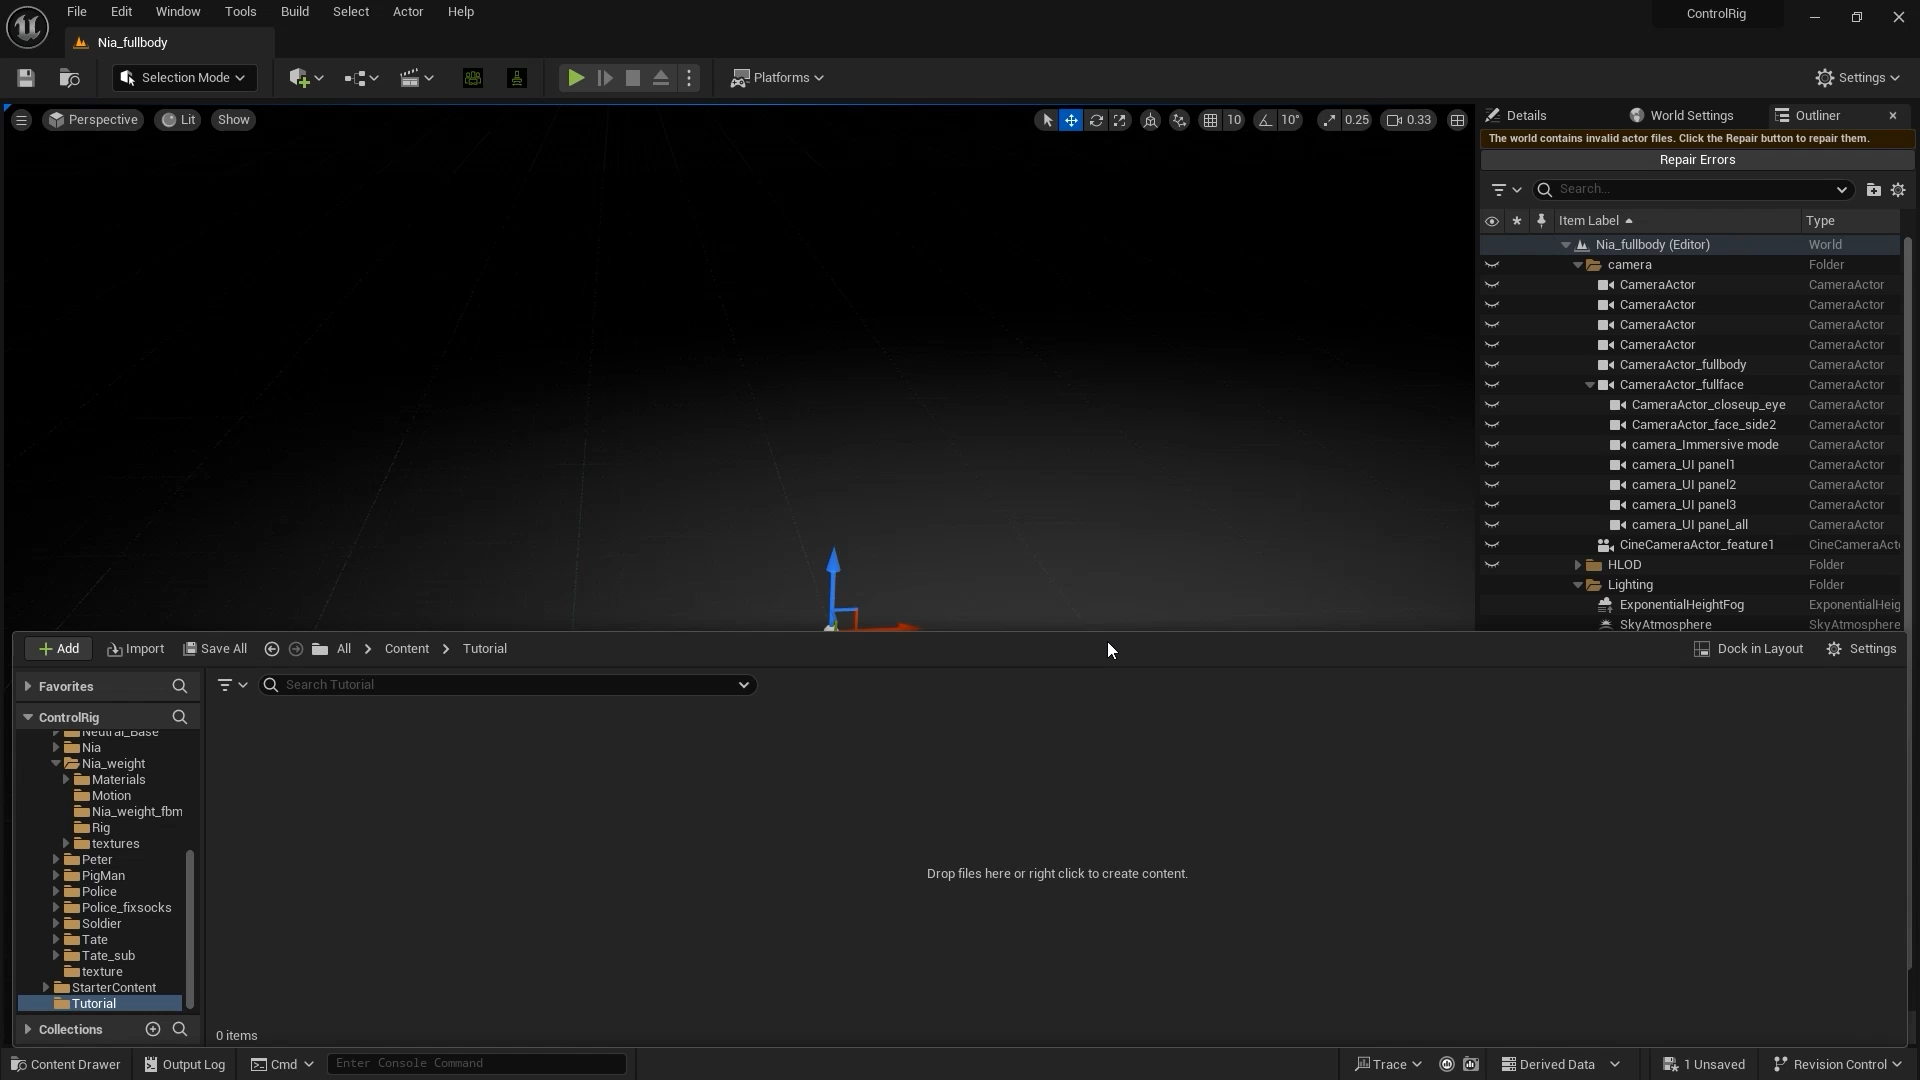 File Edit Window Tools Build Select Actor Help
ControlRig
Nia_fullbody
Selection Mode
Platforms
Settings
Perspective Lit Show
10 10° 0.25 0.33
Details World Settings Outliner
The world contains invalid actor files. Click the Repair button to repair them.
Repair Errors
Search...
Item Label Type
Nia_fullbody (Editor) World
camera Folder
CameraActor CameraActor
CameraActor CameraActor
CameraActor CameraActor
CameraActor CameraActor
CameraActor_fullbody CameraActor
CameraActor_fullface CameraActor
CameraActor_closeup_eye CameraActor
CameraActor_face_side2 CameraActor
camera_Immersive mode CameraActor
camera_UI panel1 CameraActor
camera_UI panel2 CameraActor
camera_UI panel3 CameraActor
camera_UI panel_all CameraActor
CineCameraActor_feature1 CineCameraAct
HLOD Folder
Lighting Folder
ExponentialHeightFog ExponentialHeig
SkyAtmosphere SkyAtmosphere
Add Import Save All All Content Tutorial
Dock in Layout Settings
Favorites
Search Tutorial
ControlRig
Neutral_Base
Nia
Nia_weight
Materials
Motion
Nia_weight_fbm
Rig
textures
Peter
PigMan
Police
Police_fixsocks
Soldier
Tate
Tate_sub
texture
StarterContent
Tutorial
Drop files here or right click to create content.
Collections
0 items
Content Drawer Output Log Cmd Enter Console Command
Trace Derived Data 1 Unsaved Revision Control